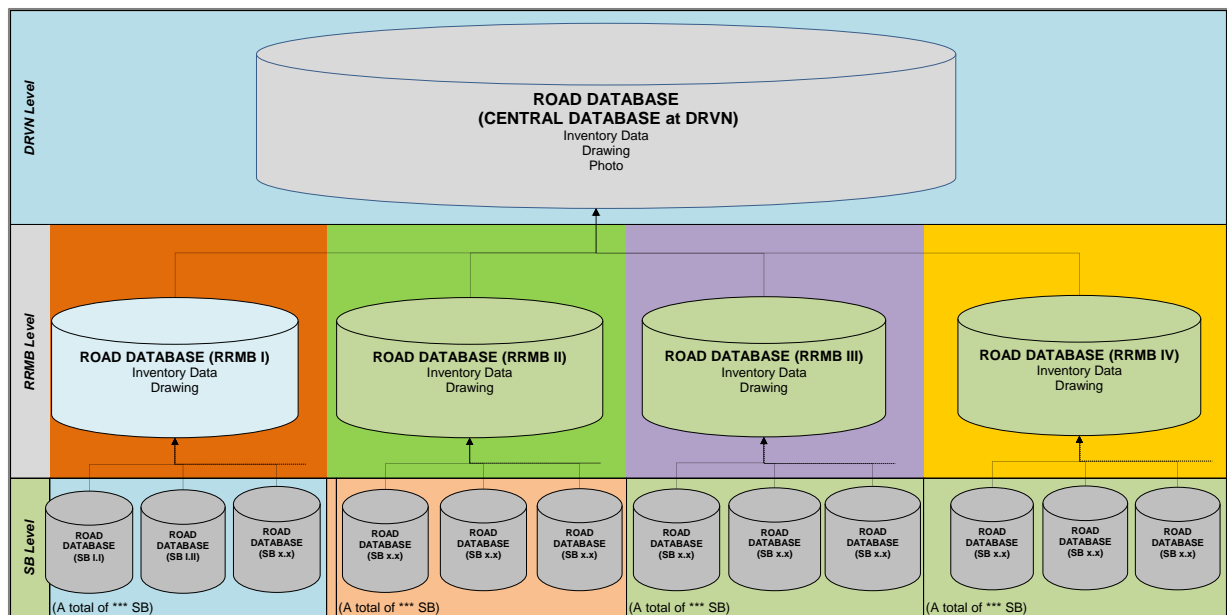 DRVN Level
ROAD DATABASE
(CENTRAL DATABASE at DRVN)
Inventory Data
Drawing
Photo
RRMB Level
ROAD DATABASE (RRMB I)
Inventory Data
Drawing
ROAD DATABASE (RRMB II)
Inventory Data
Drawing
ROAD DATABASE (RRMB III)
Inventory Data
Drawing
ROAD DATABASE (RRMB IV)
Inventory Data
Drawing
SB Level
ROAD
DATABASE
(SB I.I)
ROAD
DATABASE
(SB I.II)
ROAD
DATABASE
(SB x.x)
(A total of *** SB)
ROAD
DATABASE
(SB x.x)
ROAD
DATABASE
(SB x.x)
ROAD
DATABASE
(SB x.x)
(A total of *** SB)
ROAD
DATABASE
(SB x.x)
ROAD
DATABASE
(SB x.x)
ROAD
DATABASE
(SB x.x)
(A total of *** SB)
ROAD
DATABASE
(SB x.x)
ROAD
DATABASE
(SB x.x)
ROAD
DATABASE
(SB x.x)
(A total of *** SB)